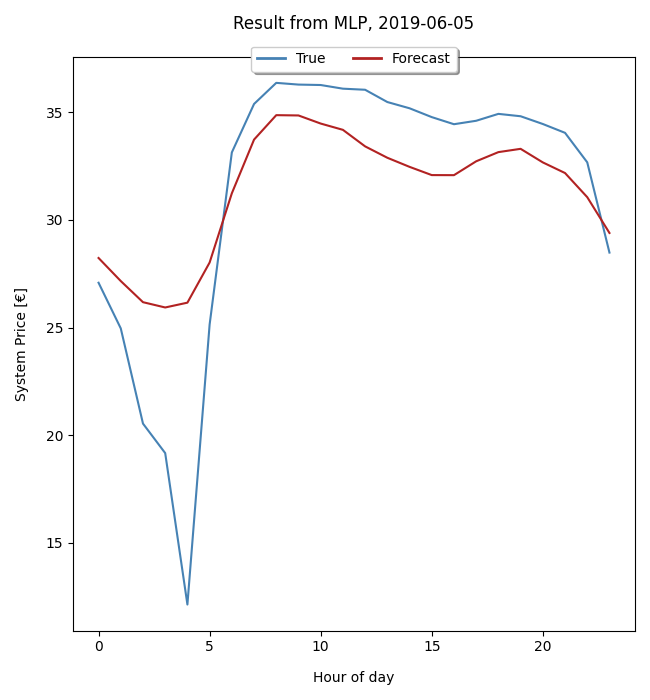 Result from MLP, 2019-06-05
True Forecast
35
30
25
20
15
System Price [€]
0 5 10 15 20
Hour of day